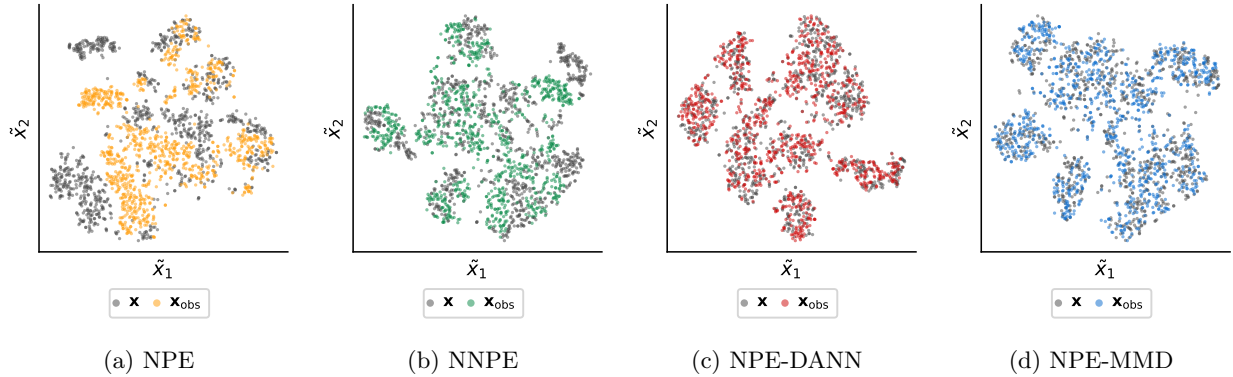 x̃₂
x̃₁
x x_obs
(a) NPE
x̃₂
x̃₁
x x_obs
(b) NNPE
x̃₂
x̃₁
x x_obs
(c) NPE-DANN
x̃₂
x̃₁
x x_obs
(d) NPE-MMD